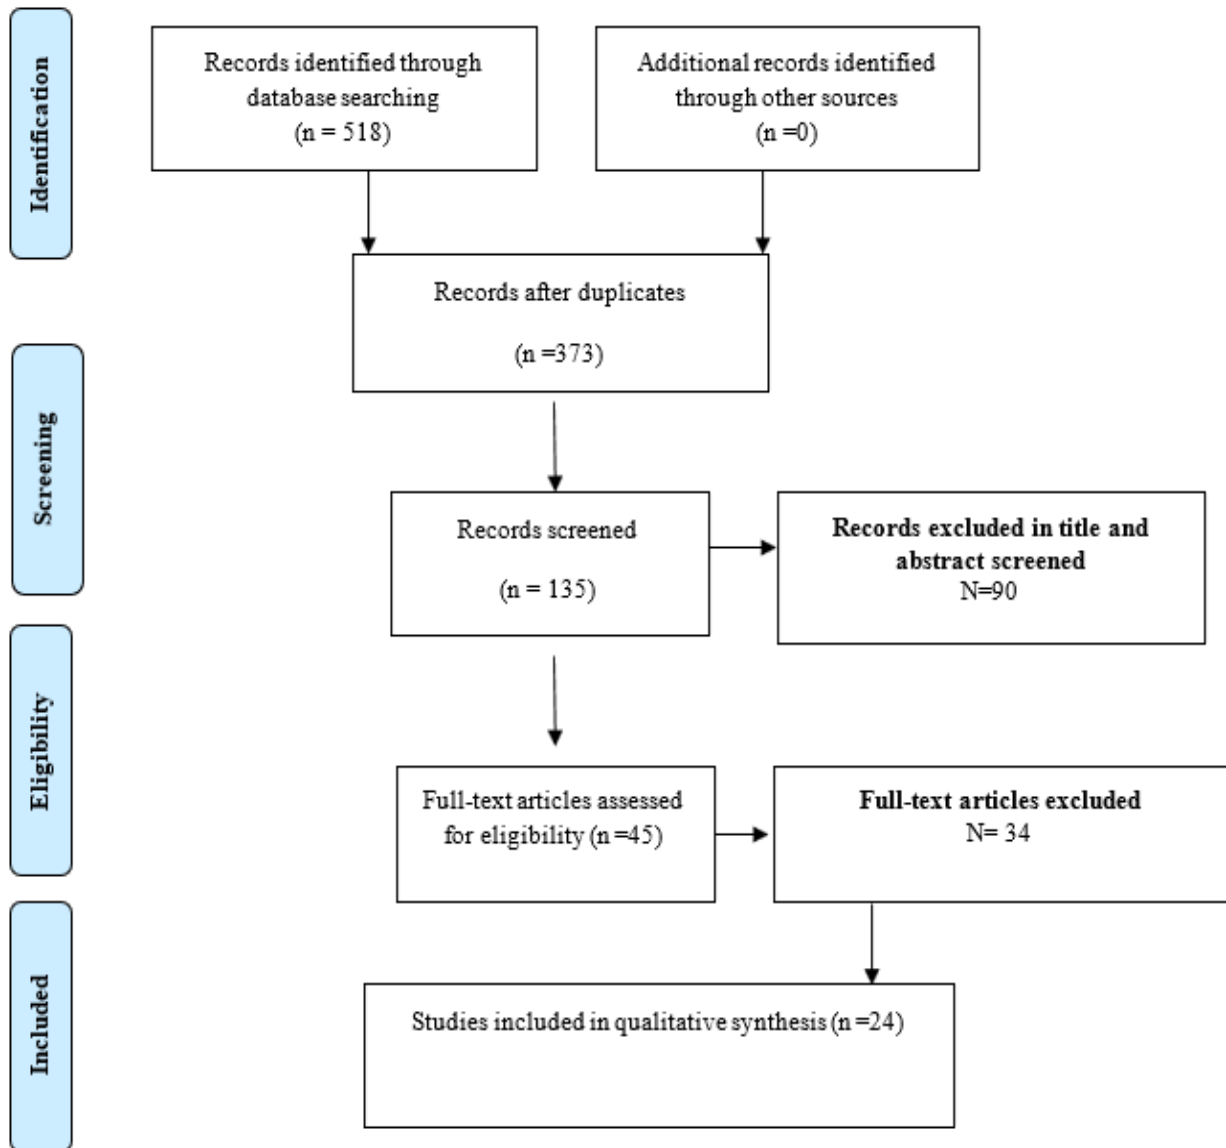 Identification
Records identified through
database searching
(n = 518)
Additional records identified
through other sources
(n =0)
Records after duplicates
(n =373)
Screening
Records screened
(n = 135)
Records excluded in title and
abstract screened
N=90
Eligibility
Full-text articles assessed
for eligibility (n =45)
Full-text articles excluded
N= 34
Included
Studies included in qualitative synthesis (n =24)